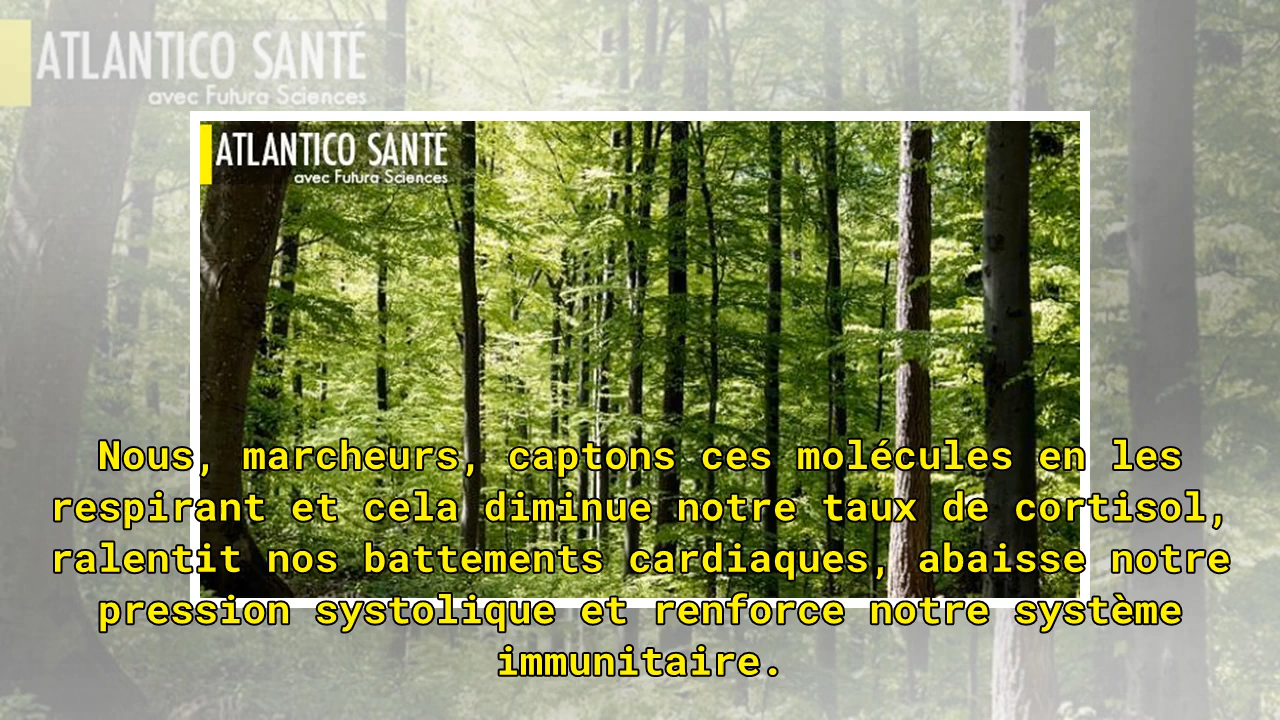 ATLANTICO SANTÉ
avec Futura Sciences
ATLANTICO SANTÉ
avec Futura Sciences
Nous, marcheurs, captons ces molécules en les
respirant et cela diminue notre taux de cortisol,
ralentit nos battements cardiaques, abaisse notre
pression systolique et renforce notre système
immunitaire.